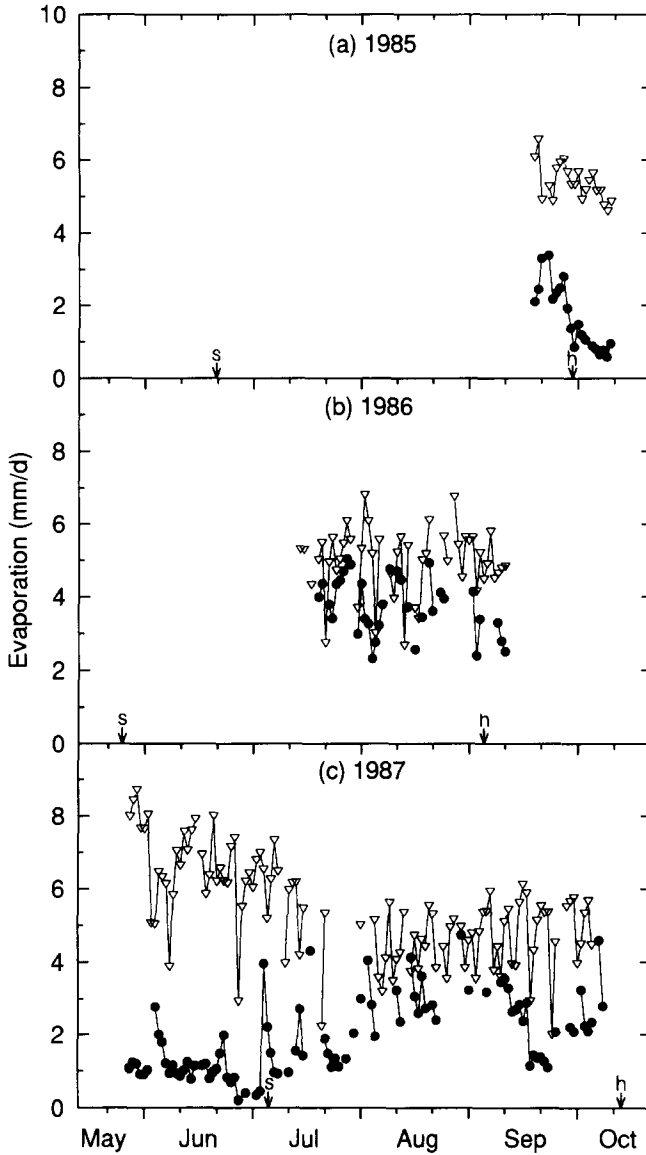 10
(a) 1985
8
6
4
2
s
h
0
(b) 1986
8
6
Evaporation (mm/d)
4
2
s
h
0
(c) 1987
8
6
4
2
s
h
0
May Jun Jul Aug Sep Oct